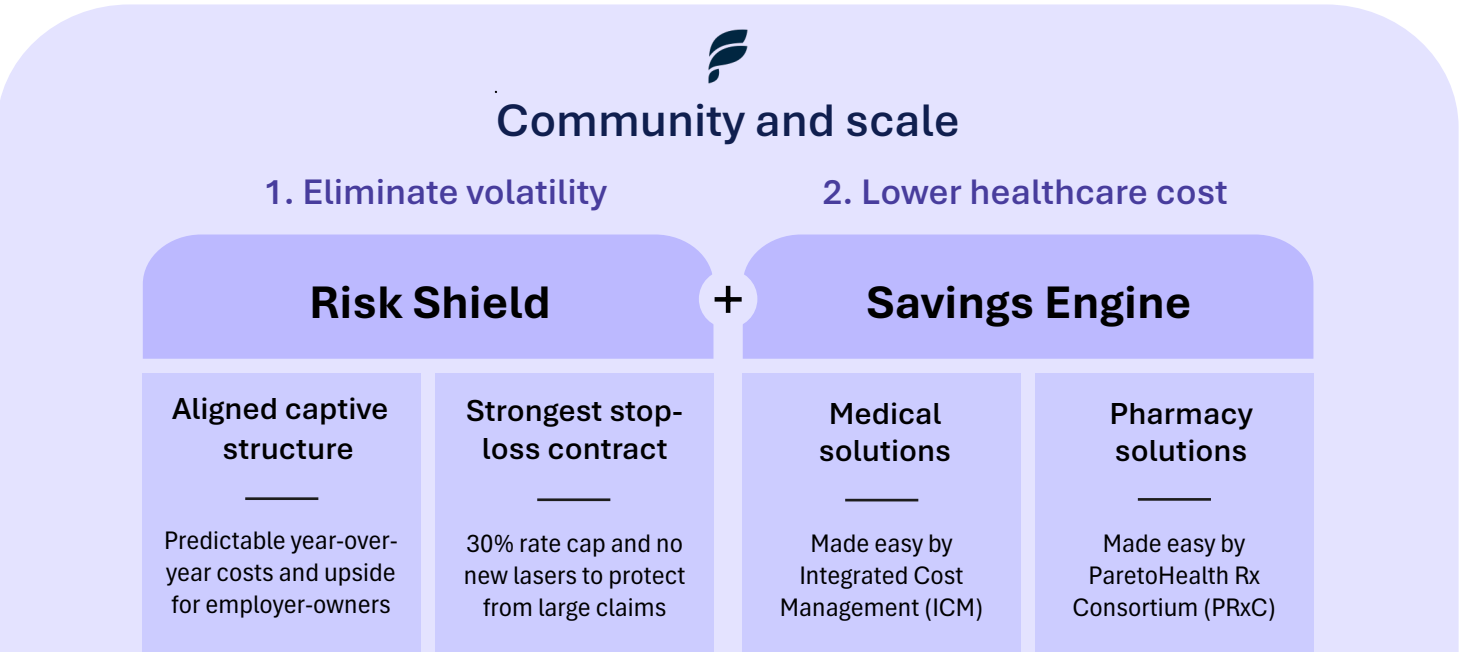 Community and scale
1. Eliminate volatility
2. Lower healthcare cost
Risk Shield
+
Savings Engine
Aligned captive
structure
Predictable year-over-
year costs and upside
for employer-owners
Strongest stop-
loss contract
30% rate cap and no
new lasers to protect
from large claims
Medical
solutions
Made easy by
Integrated Cost
Management (ICM)
Pharmacy
solutions
Made easy by
ParetoHealth Rx
Consortium (PRxC)